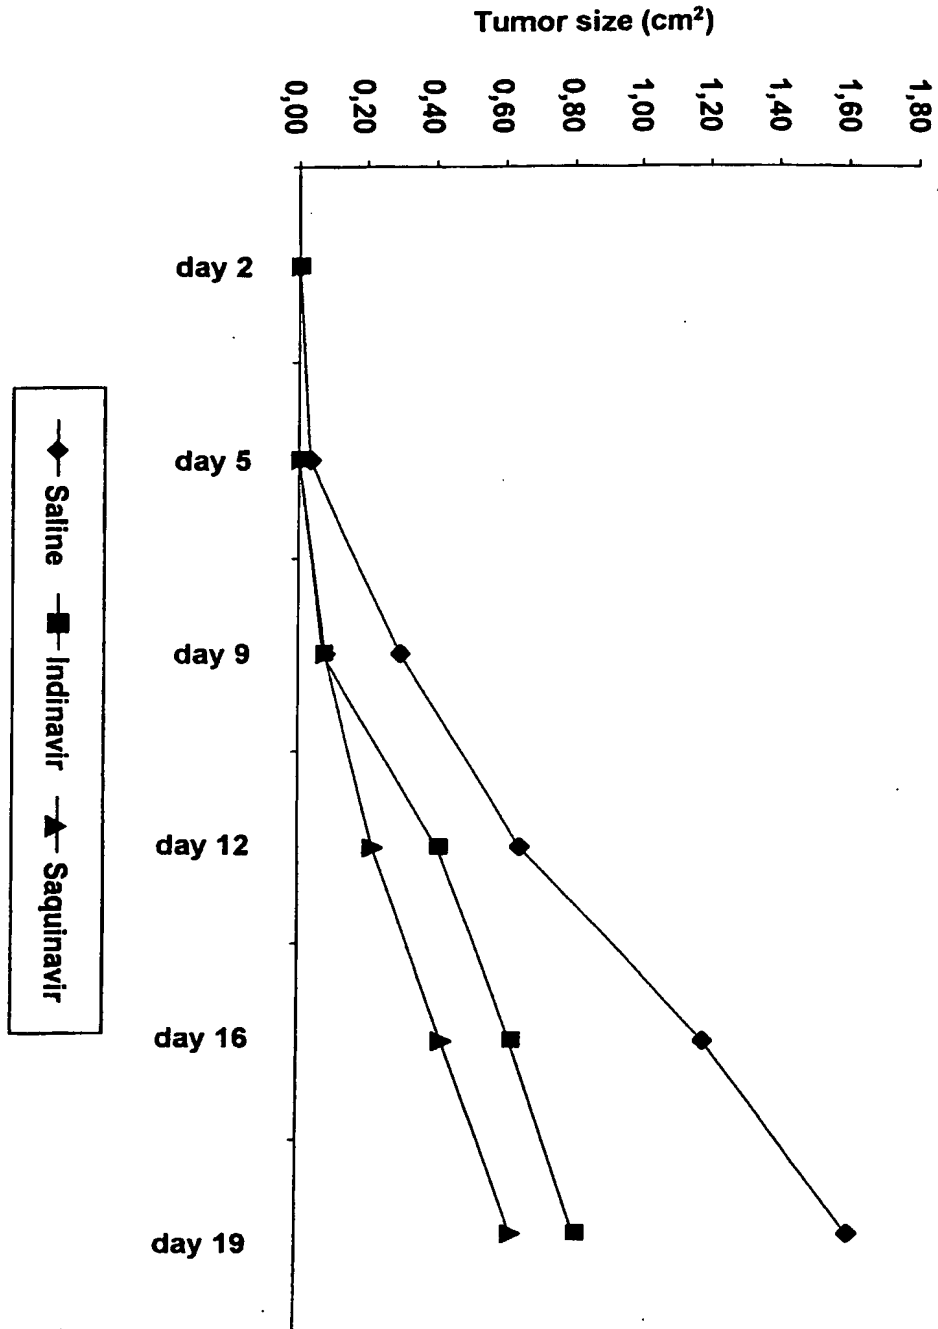 Tumor size (cm²)
0,00
0,20
0,40
0,60
0,80
1,00
1,20
1,40
1,60
1,80
day 2
day 5
day 9
day 12
day 16
day 19
Saline Indinavir Saquinavir